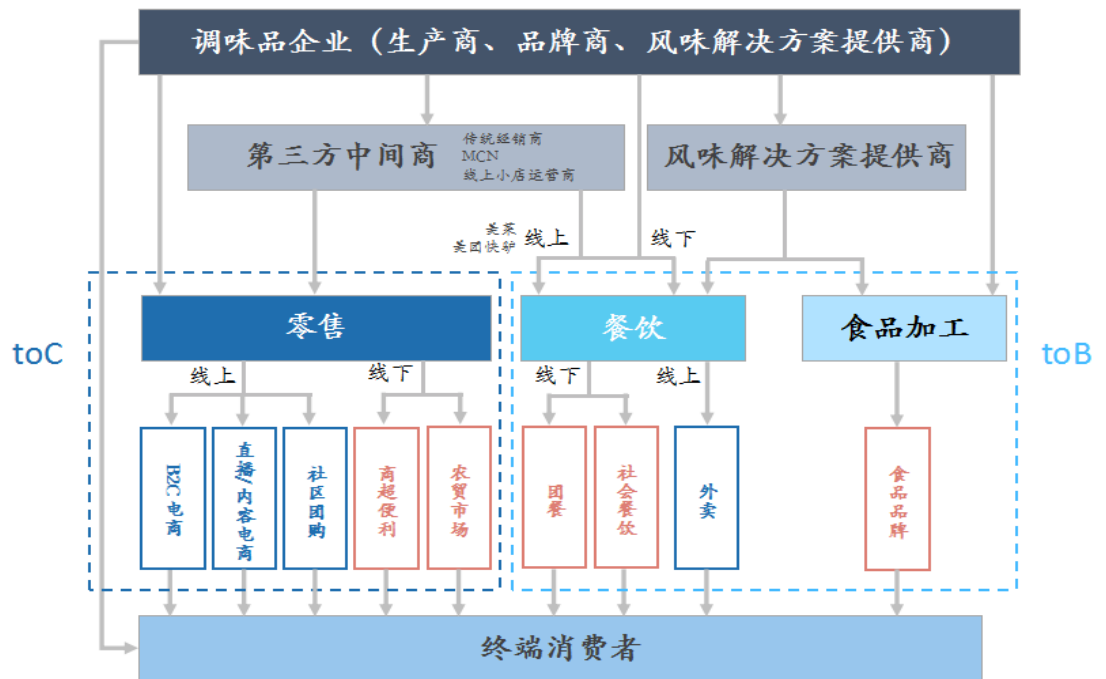 调味品企业（生产商、品牌商、风味解决方案提供商）
第三方中间商
传统经销商
MCN
线上小店运营商
风味解决方案提供商
美菜
美团快驴
线上
线下
toC
零售
餐饮
食品加工
toB
线上
线下
线下
线上
B2C电商
直播/内容电商
社区团购
商超便利
农贸市场
团餐
社会餐饮
外卖
食品品牌
终端消费者